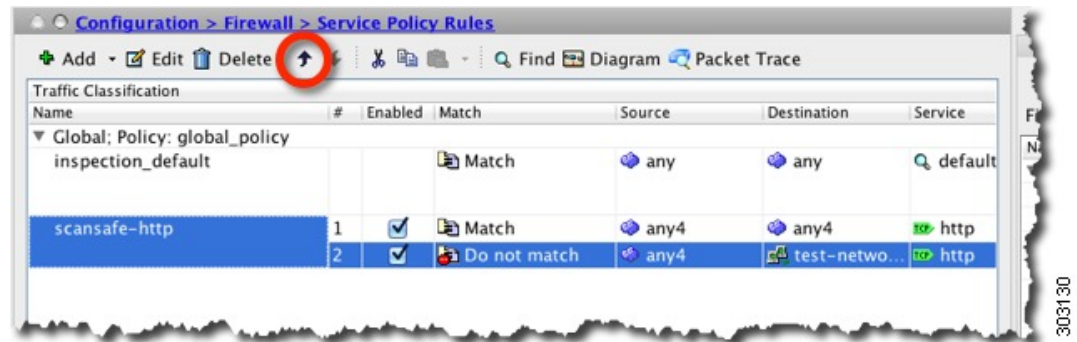 Configuration > Firewall > Service Policy Rules
Add Edit Delete Find Diagram Packet Trace
Traffic Classification
Name # Enabled Match Source Destination Service
Global; Policy: global_policy
inspection_default Match any any default
scansafe-http 1 Match any4 any4 http
2 Do not match any4 test-netwo... http
303130